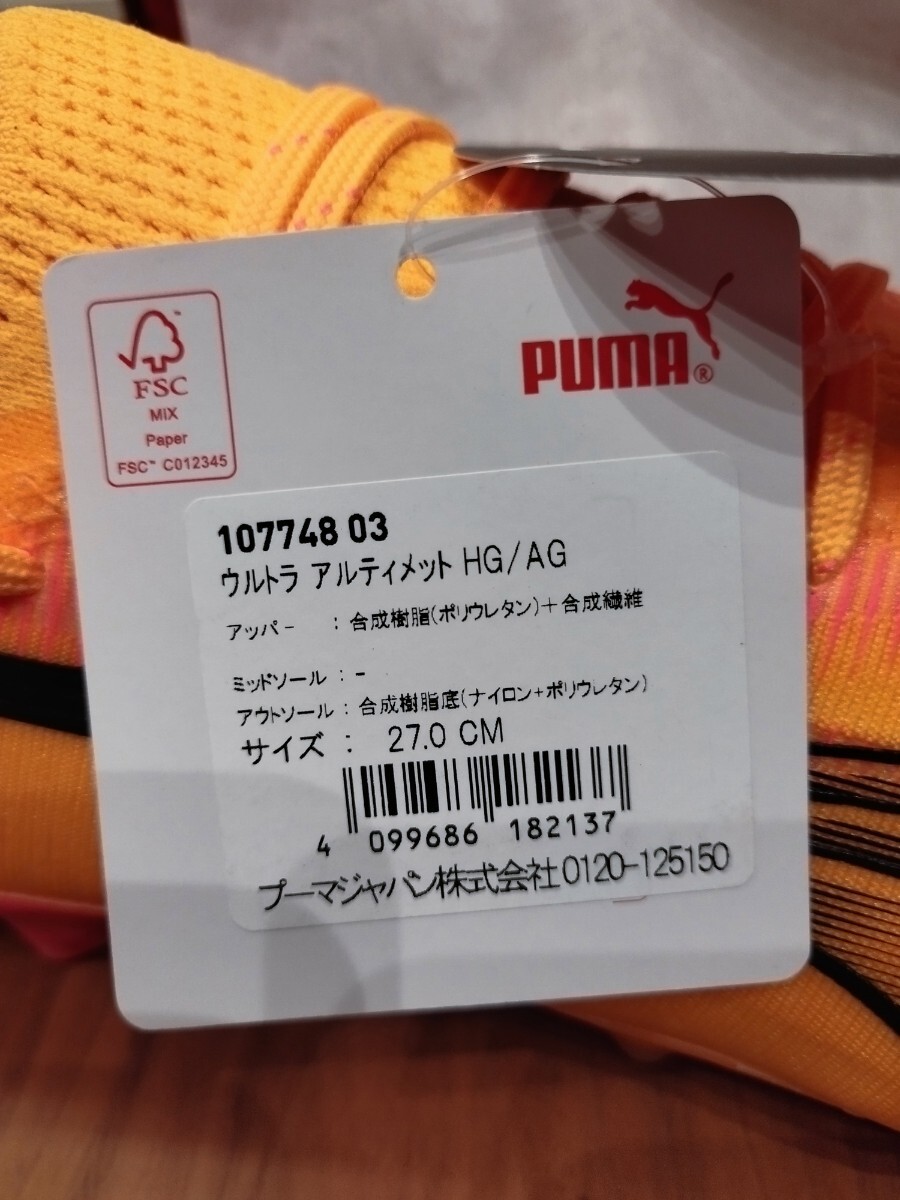 FSC
MIX
Paper
FSC™ C012345
PUMA®
107748 03
ウルトラ アルティメット HG/AG
アッパー : 合成樹脂(ポリウレタン)+合成繊維
ミッドソール : -
アウトソール : 合成樹脂底(ナイロン+ポリウレタン)
サイズ : 27.0 CM
4 099686 182137
プーマジャパン株式会社0120-125150